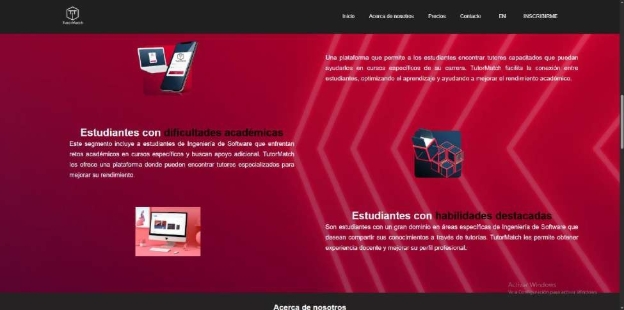 TutorMatch
Inicio Acerca de nosotros Precios Contacto EN INSCRIBIRME
Una plataforma que permite a los estudiantes encontrar tutores capacitados que puedan
ayudarlos en cursos específicos de su carrera. TutorMatch facilita la conexión entre
estudiantes, optimizando el aprendizaje y ayudando a mejorar el rendimiento académico.
Estudiantes con dificultades académicas
Este segmento incluye a estudiantes de Ingeniería de Software que enfrentan
retos académicos en cursos específicos y buscan apoyo adicional. TutorMatch
les ofrece una plataforma donde pueden encontrar tutores especializados para
mejorar su rendimiento.
Estudiantes con habilidades destacadas
Son estudiantes con un gran dominio en áreas específicas de Ingeniería de Software que
desean compartir sus conocimientos a través de tutorías. TutorMatch les permite obtener
experiencia docente y mejorar su perfil profesional.
Activar Windows
Acerca de nosotros